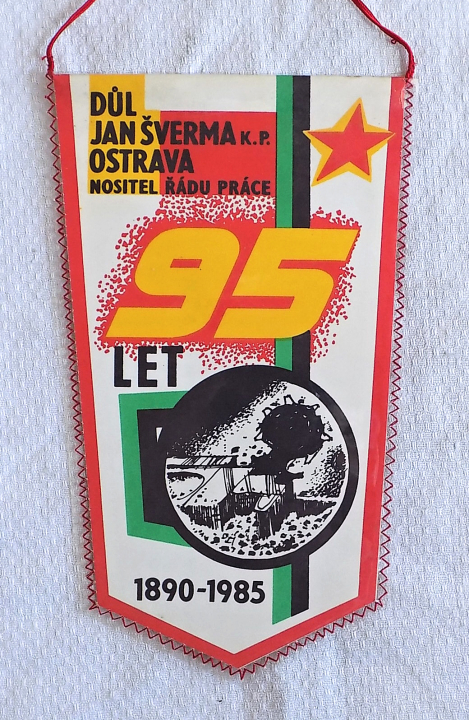 DŮL
JAN ŠVERMA K.P.
OSTRAVA
NOSITEL ŘÁDU PRÁCE
95
LET
1890-1985